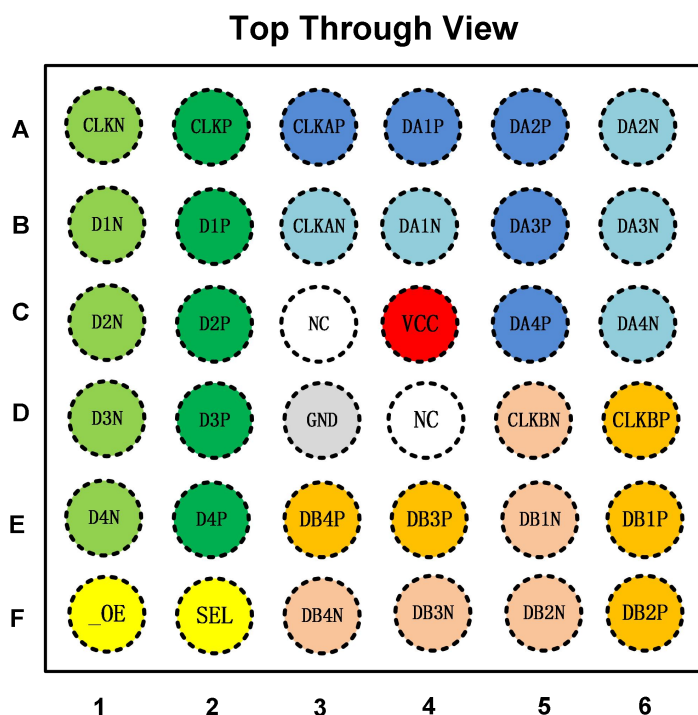 Top Through View
A CLKN CLKP CLKAP DA1P DA2P DA2N
B D1N D1P CLKAN DA1N DA3P DA3N
C D2N D2P NC VCC DA4P DA4N
D D3N D3P GND NC CLKBN CLKBP
E D4N D4P DB4P DB3P DB1N DB1P
F _OE SEL DB4N DB3N DB2N DB2P
1 2 3 4 5 6